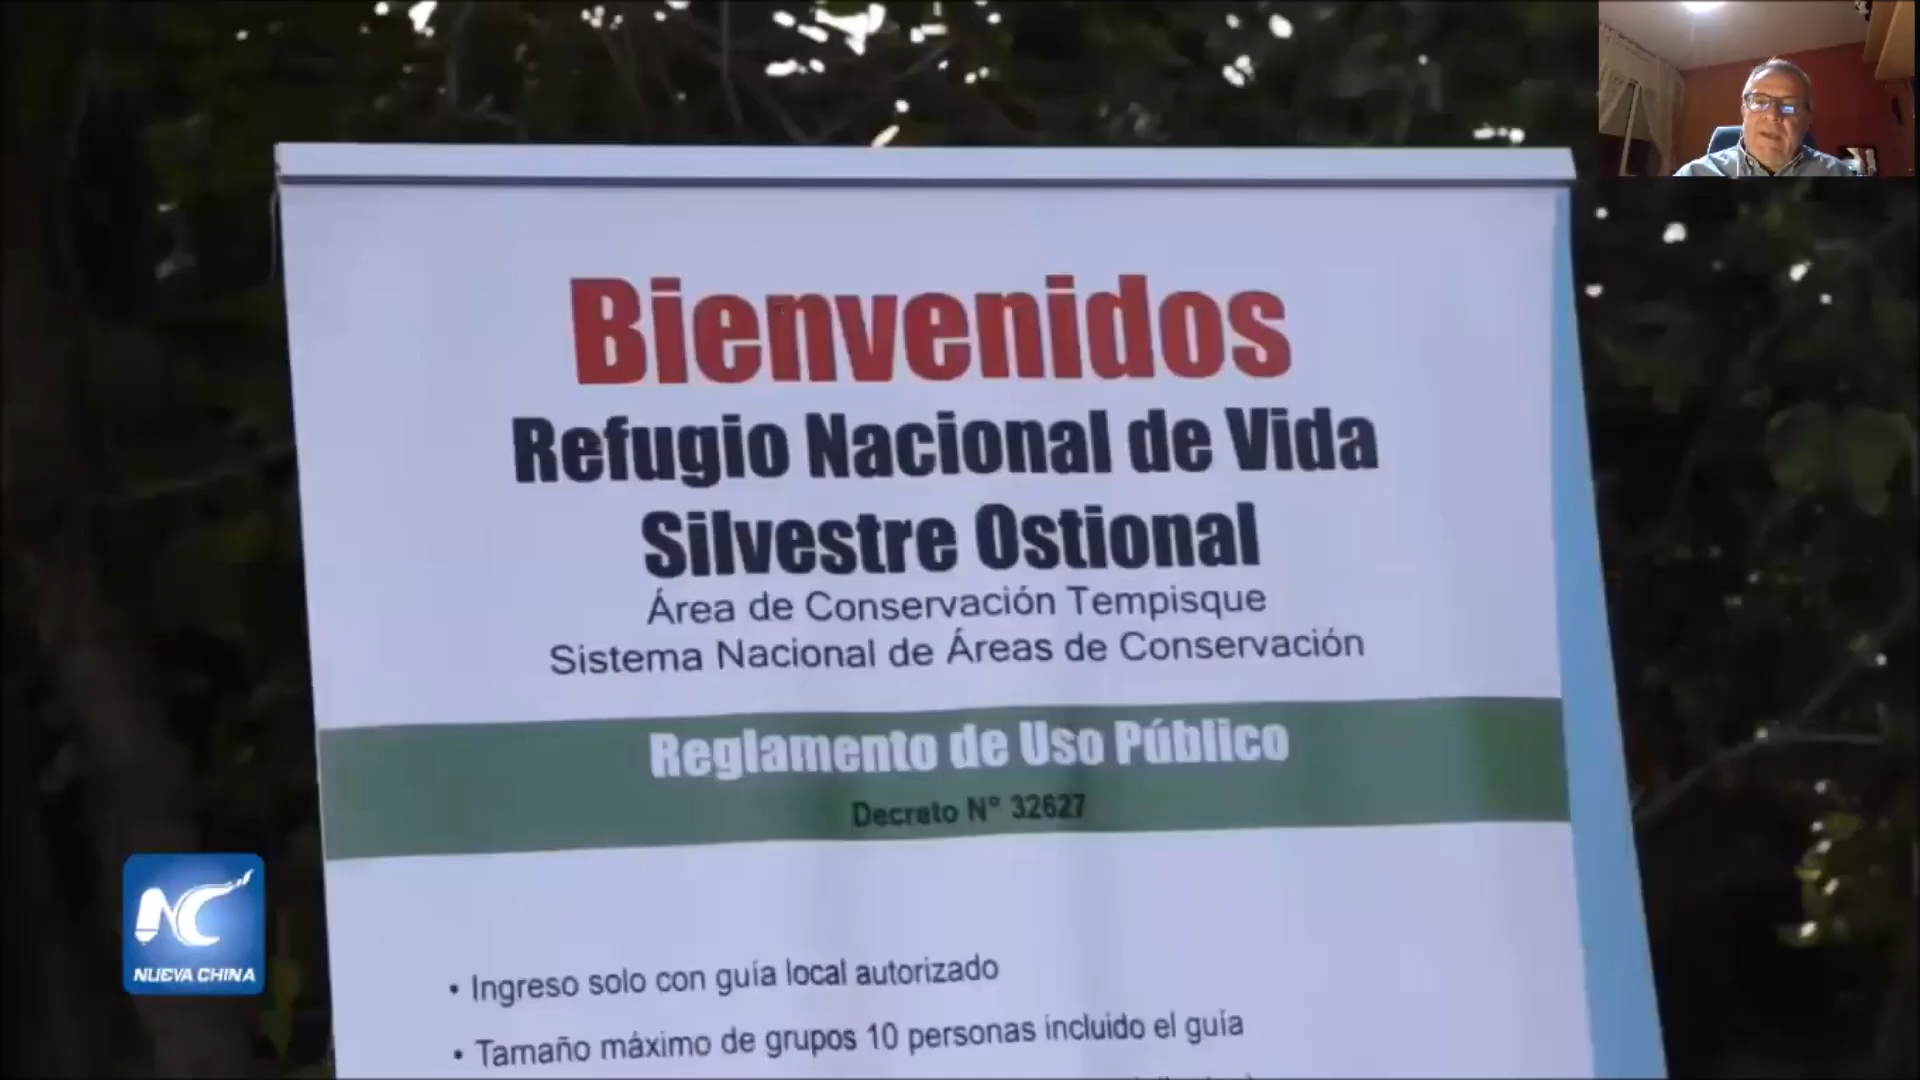 Bienvenidos
Refugio Nacional de Vida
Silvestre Ostional
Área de Conservación Tempisque
Sistema Nacional de Áreas de Conservación
Reglamento de Uso Público
Decreto N° 32627
• Ingreso solo con guía local autorizado
• Tamaño máximo de grupos 10 personas incluido el guía
NC
NUEVA CHINA